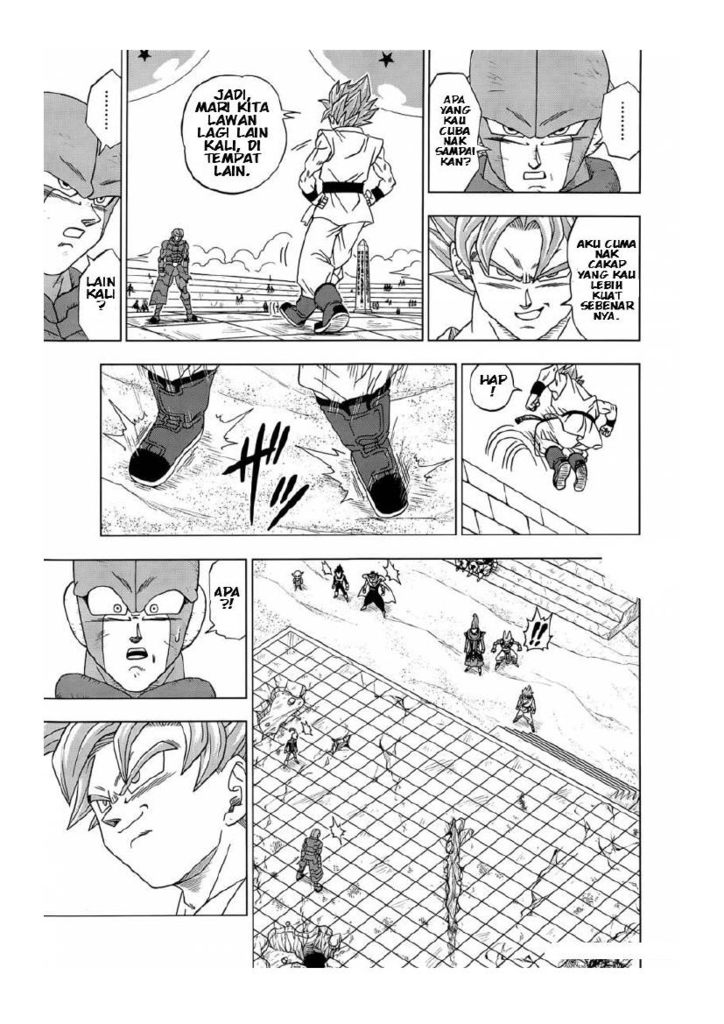 ........
APA
YANG
KAU
CUBA
NAK
SAMPAI
KAN?
AKU CUMA
NAK
CAKAP
YANG KAU
LEBIH
KUAT
SEBENAR
NYA.
JADI,
MARI KITA
LAWAN
LAGI LAIN
KALI, DI
TEMPAT
LAIN.
........
LAIN
KALI
?
HAP
!
APA
?!
!!